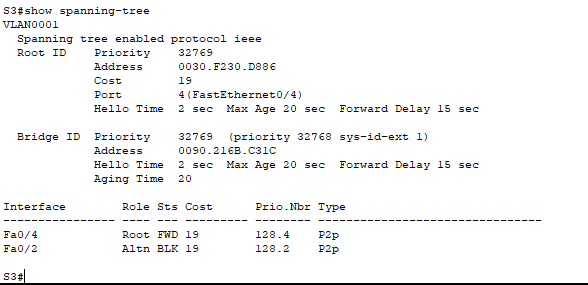 S3#show spanning-tree
VLAN0001
  Spanning tree enabled protocol ieee
  Root ID    Priority    32769
             Address     0030.F230.D886
             Cost        19
             Port        4(FastEthernet0/4)
             Hello Time  2 sec  Max Age 20 sec  Forward Delay 15 sec

  Bridge ID  Priority    32769  (priority 32768 sys-id-ext 1)
             Address     0090.216B.C31C
             Hello Time  2 sec  Max Age 20 sec  Forward Delay 15 sec
             Aging Time  20

Interface        Role Sts Cost      Prio.Nbr Type
---------------- ---- --- --------- -------- --------------------------------
Fa0/4            Root FWD 19        128.4    P2p
Fa0/2            Altn BLK 19        128.2    P2p

S3#